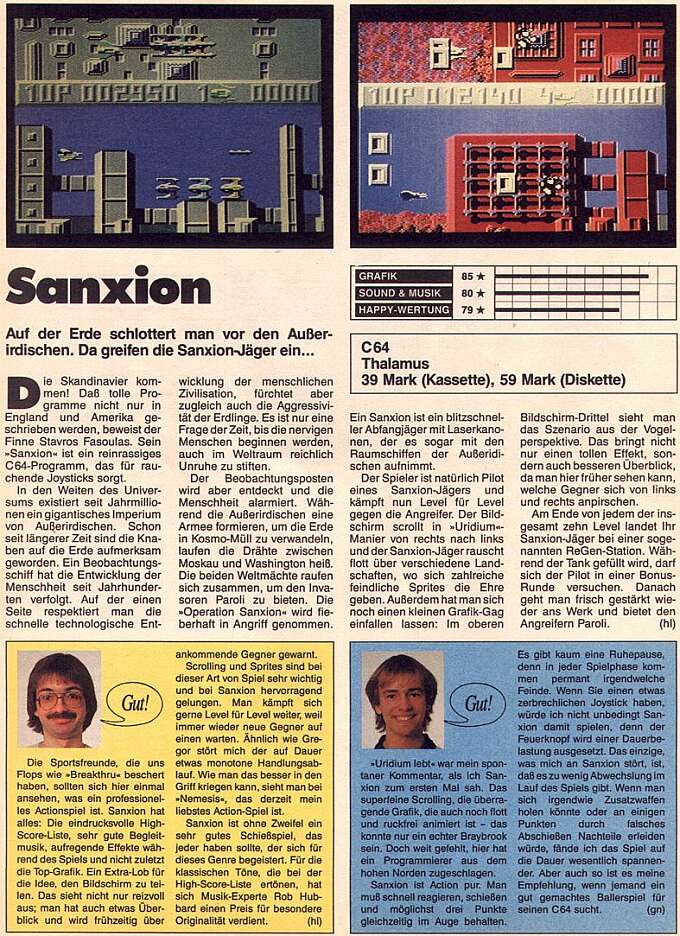 1UP 002950 1 0000
1UP 012140 4 0000
Sanxion
Auf der Erde schlottert man vor den Außer-
irdischen. Da greifen die Sanxion-Jäger ein...
GRAFIK 85 ★
SOUND & MUSIK 80 ★
HAPPY-WERTUNG 79 ★
C 64
Thalamus
39 Mark (Kassette), 59 Mark (Diskette)
Die Skandinavier kom-
men! Daß tolle Pro-
gramme nicht nur in
England und Amerika ge-
schrieben werden, beweist der
Finne Stavros Fasoulas. Sein
»Sanxion« ist ein reinrassiges
C64-Programm, das für rau-
chende Joysticks sorgt.
In den Weiten des Univer-
sums existiert seit Jahrmillio-
nen ein gigantisches Imperium
von Außerirdischen. Schon
seit längerer Zeit sind die Kna-
ben auf die Erde aufmerksam
geworden. Ein Beobachtungs-
schiff hat die Entwicklung der
Menschheit seit Jahrhunder-
ten verfolgt. Auf der einen
Seite respektiert man die
schnelle technologische Ent-
wicklung der menschlichen
Zivilisation, fürchtet aber
zugleich auch die Aggressivi-
tät der Erdlinge. Es ist nur eine
Frage der Zeit, bis die nervigen
Menschen beginnen werden,
auch im Weltraum reichlich
Unruhe zu stiften.
Der Beobachtungsposten
wird aber entdeckt und die
Menschheit alarmiert. Wäh-
rend die Außerirdischen eine
Armee formieren, um die Erde
in Kosmo-Müll zu verwandeln,
laufen die Drähte zwischen
Moskau und Washington heiß.
Die beiden Weltmächte raufen
sich zusammen, um den Inva-
soren Paroli zu bieten. Die
»Operation Sanxion« wird fie-
berhaft in Angriff genommen.
Ein Sanxion ist ein blitzschnel-
ler Abfangjäger mit Laserkano-
nen, der es sogar mit den
Raumschiffen der Außeridi-
schen aufnimmt.
Der Spieler ist natürlich Pilot
eines Sanxion-Jägers und
kämpft nun Level für Level
gegen die Angreifer. Der Bild-
schirm scrollt in »Uridium«-
Manier von rechts nach links
und der Sanxion-Jäger rauscht
flott über verschiedene Land-
schaften, wo sich zahlreiche
feindliche Sprites die Ehre
geben. Außerdem hat man sich
noch einen kleinen Grafik-Gag
einfallen lassen: Im oberen
Bildschirm-Drittel sieht man
das Szenario aus der Vogel-
perspektive. Das bringt nicht
nur einen tollen Effekt, son-
dern auch besseren Überblick,
da man hier früher sehen kann,
welche Gegner sich von links
und rechts anpirschen.
Am Ende von jedem der ins-
gesamt zehn Level landet Ihr
Sanxion-Jäger bei einer soge-
nannten ReGen-Station. Wäh-
rend der Tank gefüllt wird, darf
sich der Pilot in einer Bonus-
Runde versuchen. Danach
geht man frisch gestärkt wie-
der ans Werk und bietet den
Angreifern Paroli. (hl)
Gut!
Die Sportsfreunde, die uns
Flops wie »Breakthru« beschert
haben, sollten sich hier einmal
ansehen, was ein professionel-
les Actionspiel ist. Sanxion hat
alles: Die eindrucksvolle High-
Score-Liste, sehr gute Begleit-
musik, aufregende Effekte wäh-
rend des Spiels und nicht zuletzt
die Top-Grafik. Ein Extra-Lob für
die Idee, den Bildschirm zu tei-
len. Das sieht nicht nur reizvoll
aus; man hat auch etwas Über-
blick und wird frühzeitig über
ankommende Gegner gewarnt.
Scrolling und Sprites sind bei
dieser Art von Spiel sehr wichtig
und bei Sanxion hervorragend
gelungen. Man kämpft sich
gerne Level für Level weiter, weil
immer wieder neue Gegner auf
einen warten. Ähnlich wie Gre-
gor stört mich der auf Dauer
etwas monotone Handlungsab-
lauf. Wie man das besser in den
Griff kriegen kann, sieht man bei
»Nemesis«, das derzeit mein
liebstes Action-Spiel ist.
Sanxion ist ohne Zweifel ein
sehr gutes Schießspiel, das
jeder haben sollte, der sich für
dieses Genre begeistert. Für die
klassischen Töne, die bei der
High-Score-Liste ertönen, hat
sich Musik-Experte Rob Hub-
bard einen Preis für besondere
Originalität verdient. (hl)
Gut!
»Uridium lebt« war mein spon-
taner Kommentar, als ich San-
xion zum ersten Mal sah. Das
superfeine Scrolling, die überra-
gende Grafik, die auch noch flott
und ruckfrei animiert ist – das
konnte nur ein echter Braybrook
sein. Doch weit gefehlt, hier hat
ein Programmierer aus dem
hohen Norden zugeschlagen.
Sanxion ist Action pur. Man
muß schnell reagieren, schießen
und möglichst drei Punkte
gleichzeitig im Auge behalten.
Es gibt kaum eine Ruhepause,
denn in jeder Spielphase kom-
men permant irgendwelche
Feinde. Wenn Sie einen etwas
zerbrechlichen Joystick haben,
würde ich nicht unbedingt San-
xion damit spielen, denn der
Feuerknopf wird einer Dauerbe-
lastung ausgesetzt. Das einzige,
was mich an Sanxion stört, ist,
daß es zu wenig Abwechslung im
Lauf des Spiels gibt. Wenn man
sich irgendwie Zusatzwaffen
holen könnte oder an einigen
Punkten durch falsches
Abschießen Nachteile erleiden
würde, fände ich das Spiel auf
die Dauer wesentlich spannen-
der. Aber auch so ist es meine
Empfehlung, wenn jemand ein
gut gemachtes Ballerspiel für
seinen C64 sucht. (gn)